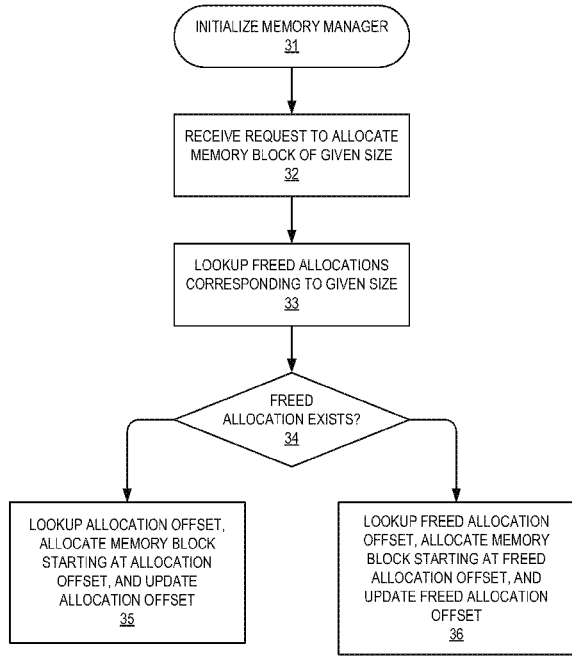 INITIALIZE MEMORY MANAGER
31
RECEIVE REQUEST TO ALLOCATE
MEMORY BLOCK OF GIVEN SIZE
32
LOOKUP FREED ALLOCATIONS
CORRESPONDING TO GIVEN SIZE
33
FREED
ALLOCATION EXISTS?
34
LOOKUP ALLOCATION OFFSET,
ALLOCATE MEMORY BLOCK
STARTING AT ALLOCATION
OFFSET, AND UPDATE
ALLOCATION OFFSET
35
LOOKUP FREED ALLOCATION
OFFSET, ALLOCATE MEMORY
BLOCK STARTING AT FREED
ALLOCATION OFFSET, AND
UPDATE FREED ALLOCATION
OFFSET
36